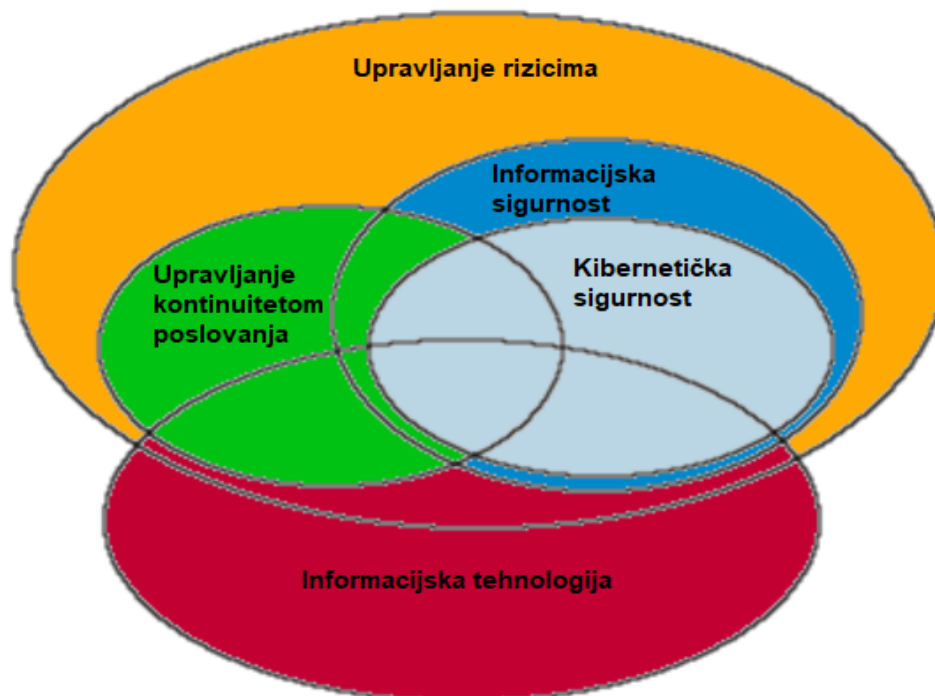 Upravljanje rizicima
Informacijska
sigurnost
Kibernetička
sigurnost
Upravljanje
kontinuitetom
poslovanja
Informacijska tehnologija